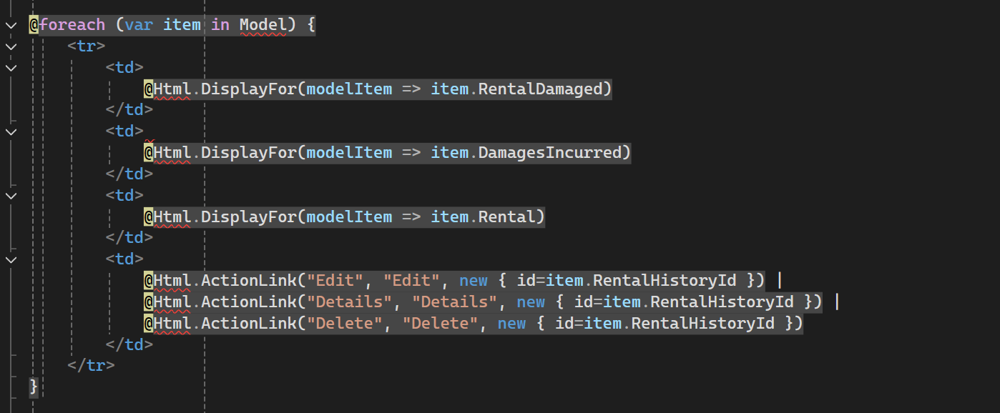 @foreach (var item in Model) {
<tr>
<td>
@Html.DisplayFor(modelItem => item.RentalDamaged)
</td>
<td>
@Html.DisplayFor(modelItem => item.DamagesIncurred)
</td>
<td>
@Html.DisplayFor(modelItem => item.Rental)
</td>
<td>
@Html.ActionLink("Edit", "Edit", new { id=item.RentalHistoryId }) |
@Html.ActionLink("Details", "Details", new { id=item.RentalHistoryId }) |
@Html.ActionLink("Delete", "Delete", new { id=item.RentalHistoryId })
</td>
</tr>
}